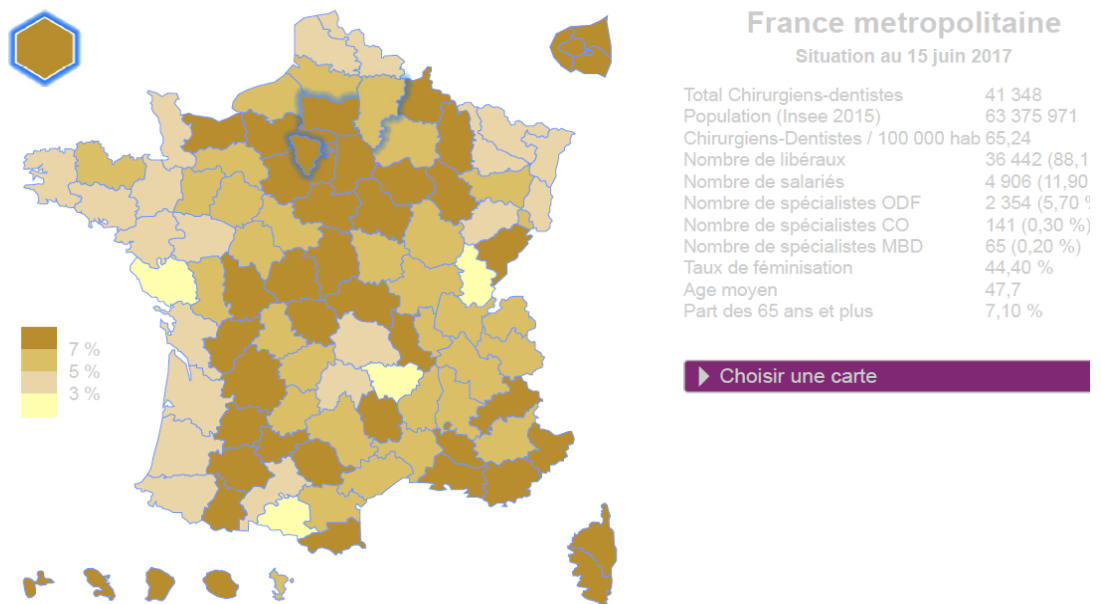 France metropolitaine
Situation au 15 juin 2017
Total Chirurgiens-dentistes 41 348
Population (Insee 2015) 63 375 971
Chirurgiens-Dentistes / 100 000 hab 65,24
Nombre de libéraux 36 442 (88,1
Nombre de salariés 4 906 (11,90
Nombre de spécialistes ODF 2 354 (5,70 %
Nombre de spécialistes CO 141 (0,30 %)
Nombre de spécialistes MBD 65 (0,20 %)
Taux de féminisation 44,40 %
Age moyen 47,7
Part des 65 ans et plus 7,10 %
7 %
5 %
3 %
Choisir une carte